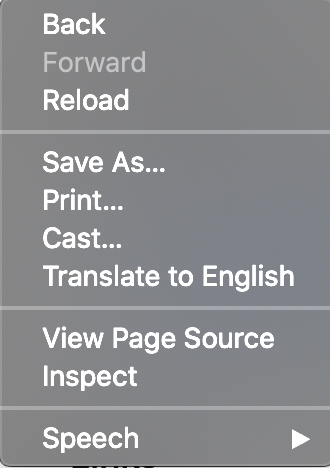 Back
Forward
Reload
Save As...
Print...
Cast...
Translate to English
View Page Source
Inspect
Speech